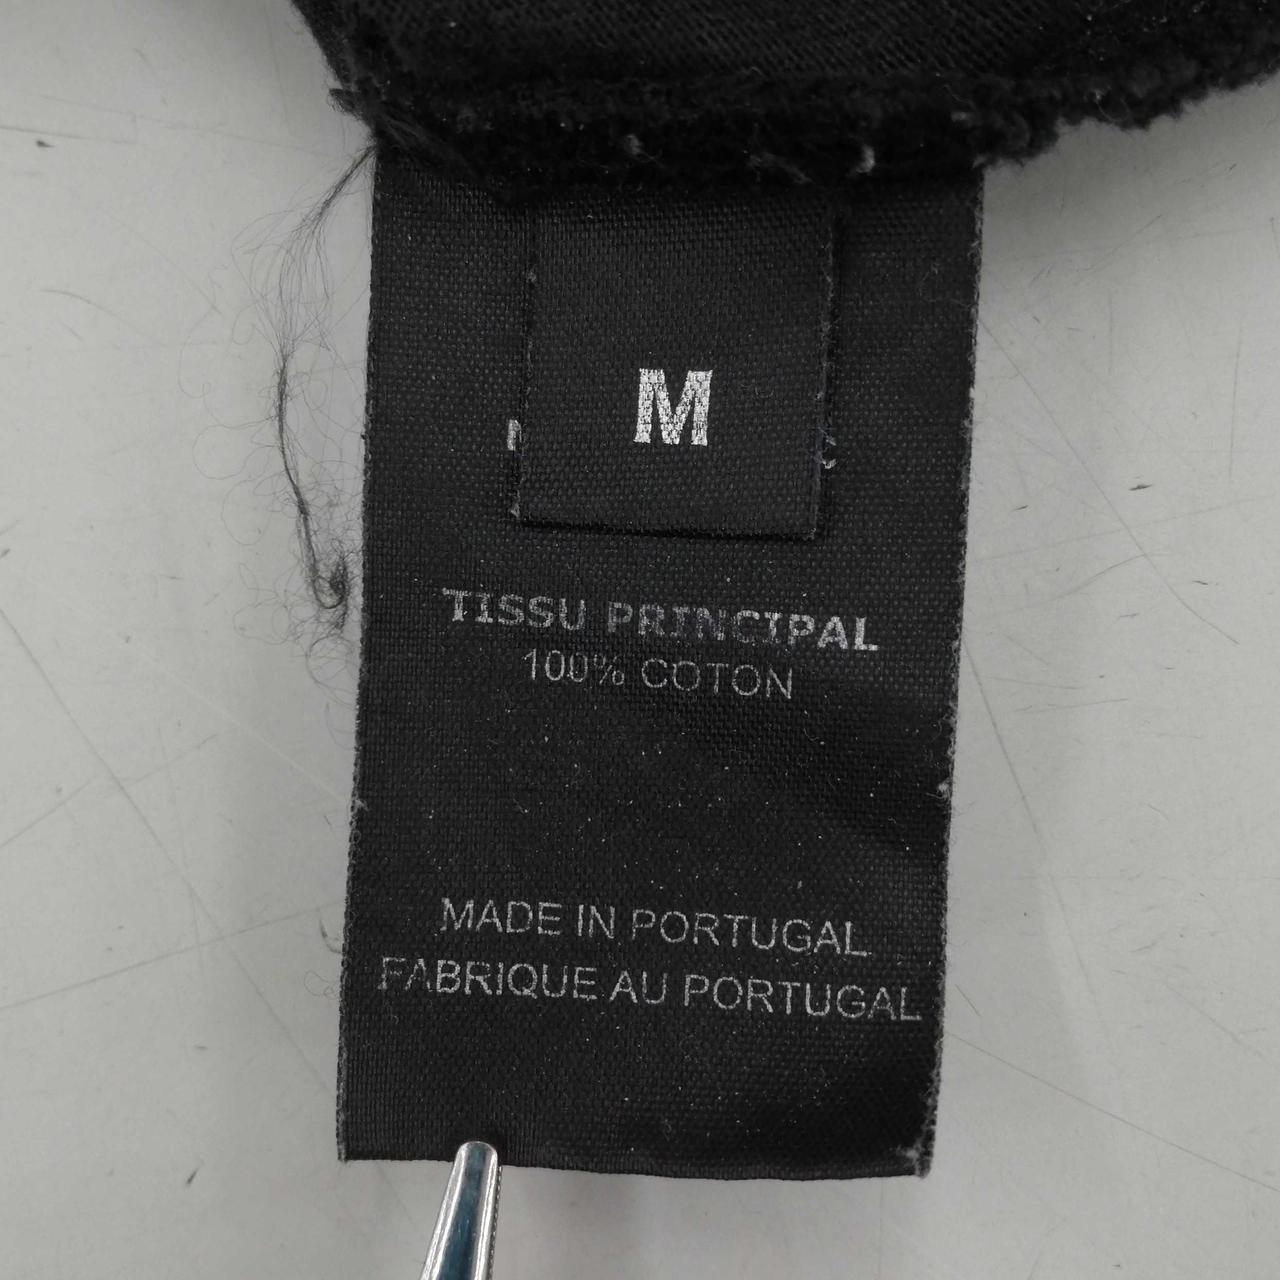 M
TISSU PRINCIPAL
100% COTON
MADE IN PORTUGAL
FABRIQUE AU PORTUGAL